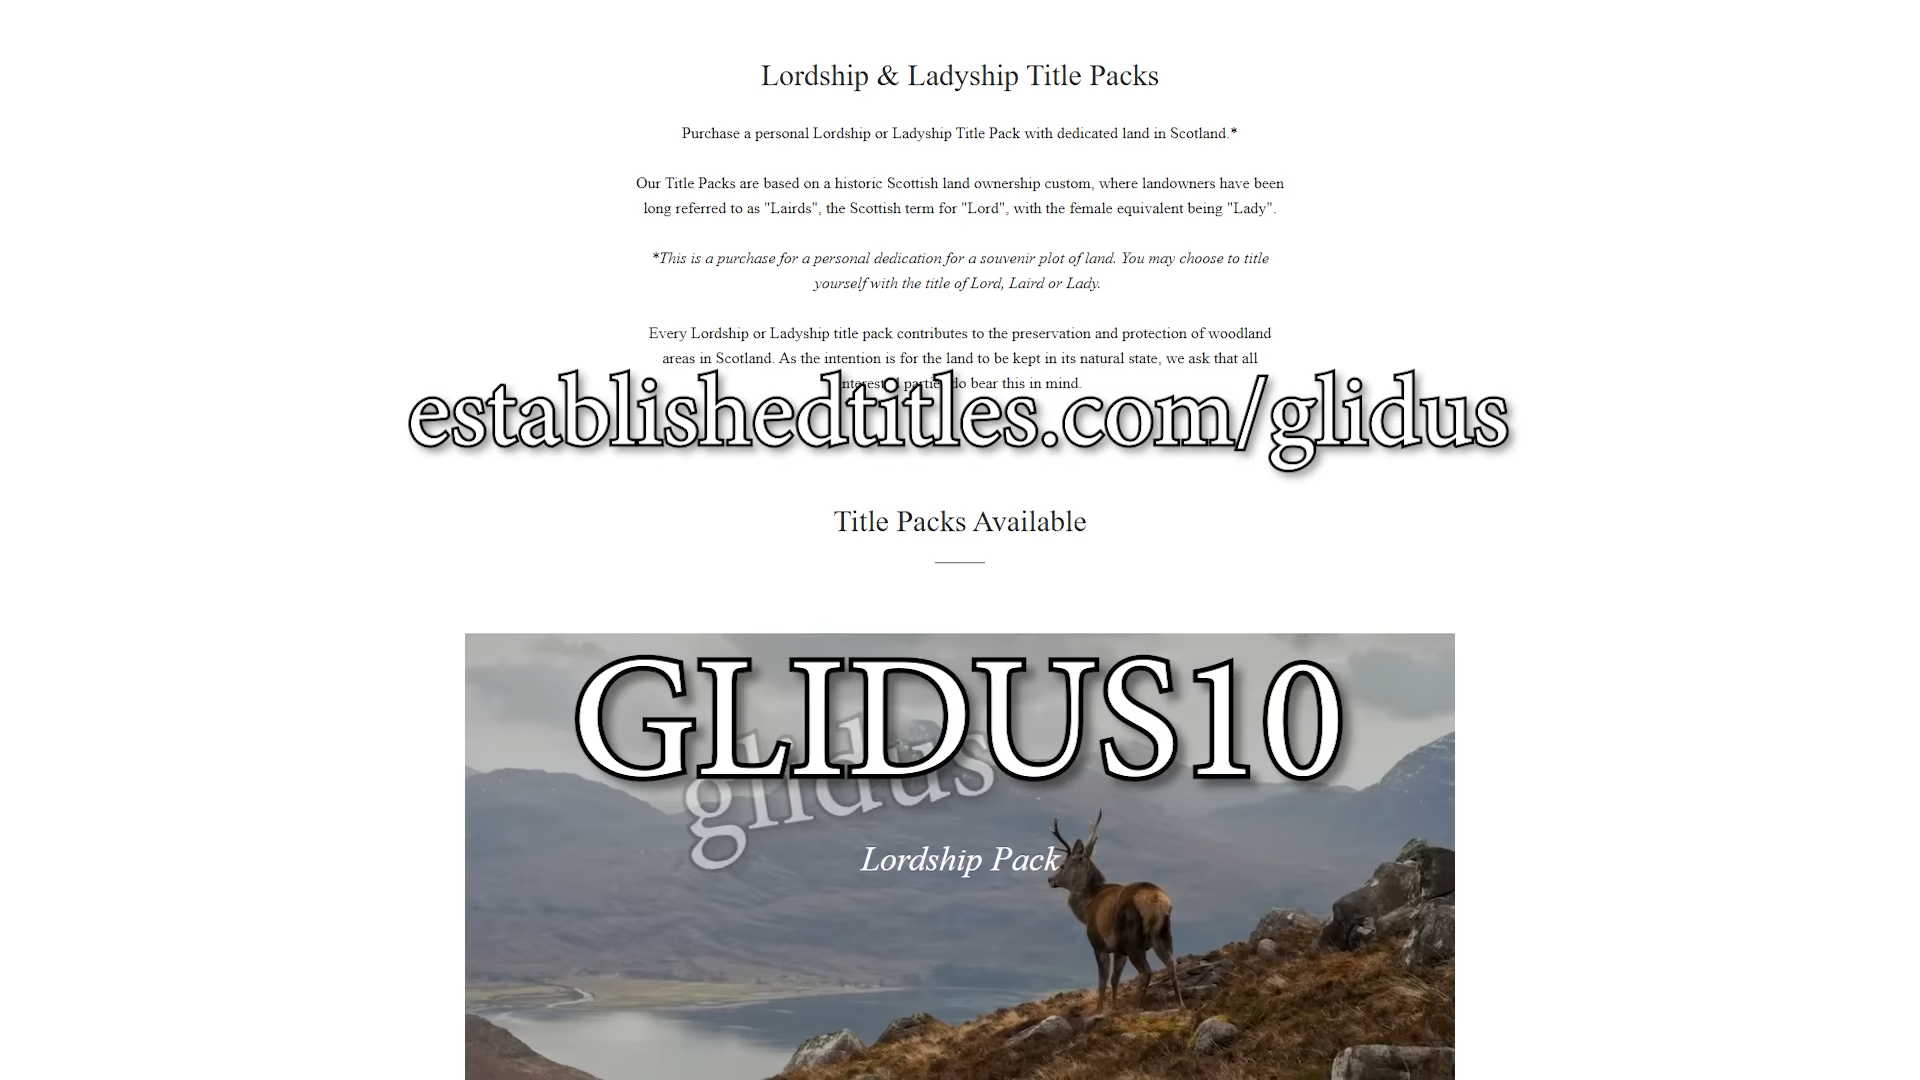 Lordship & Ladyship Title Packs
Purchase a personal Lordship or Ladyship Title Pack with dedicated land in Scotland.*
Our Title Packs are based on a historic Scottish land ownership custom, where landowners have been
long referred to as "Lairds", the Scottish term for "Lord", with the female equivalent being "Lady".
*This is a purchase for a personal dedication for a souvenir plot of land. You may choose to title
yourself with the title of Lord, Laird or Lady.
Every Lordship or Ladyship title pack contributes to the preservation and protection of woodland
areas in Scotland. As the intention is for the land to be kept in its natural state, we ask that all
do bear this in mind.
establishedtitles.com/glidus
Title Packs Available
GLIDUS10
glidus
Lordship Pack